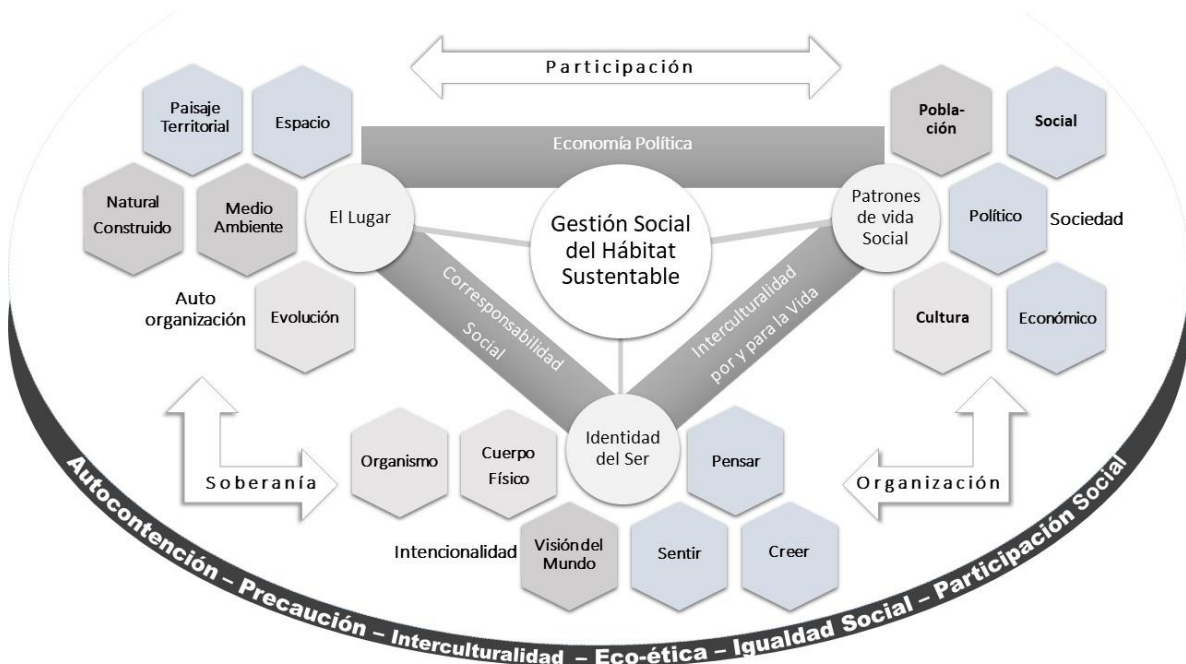 Participación
Paisaje
Territorial
Espacio
Natural
Construido
Medio
Ambiente
Auto
organización
Evolución
El Lugar
Economía Política
Gestión Social
del Hábitat
Sustentable
Patrones
de vida
Social
Pobla-
ción
Social
Político
Sociedad
Cultura
Económico
Corresponsabilidad
Social
Interculturalidad
por y para la Vida
Identidad
del Ser
Soberanía
Organismo
Cuerpo
Físico
Pensar
Organización
Intencionalidad
Visión del
Mundo
Sentir
Creer
Autocontención – Precaución – Interculturalidad – Eco-ética – Igualdad Social – Participación Social